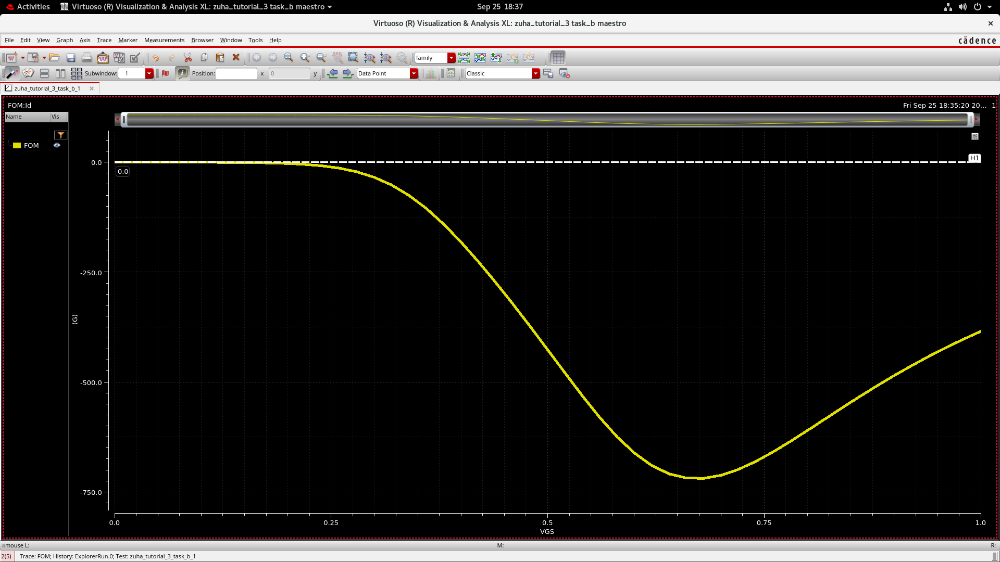 Activities Virtuoso (R) Visualization & Analysis XL: zuha_tutorial_3 task_b maestro Sep 25 18:37
Virtuoso (R) Visualization & Analysis XL: zuha_tutorial_3 task_b maestro
File Edit View Graph Axis Trace Marker Measurements Browser Window Tools Help cādence
family
Subwindow: 1 Position: x 0 y Data Point Classic
zuha_tutorial_3_task_b_1
FOM:Id Fri Sep 25 18:35:20 20... 1
Name Vis
FOM
H1
0.0
0.0
-250.0
(G)
-500.0
-750.0
0.0 0.25 0.5 0.75 1.0
VGS
mouse L: M: R:
2(5) Trace: FOM; History: ExplorerRun.0; Test: zuha_tutorial_3_task_b_1